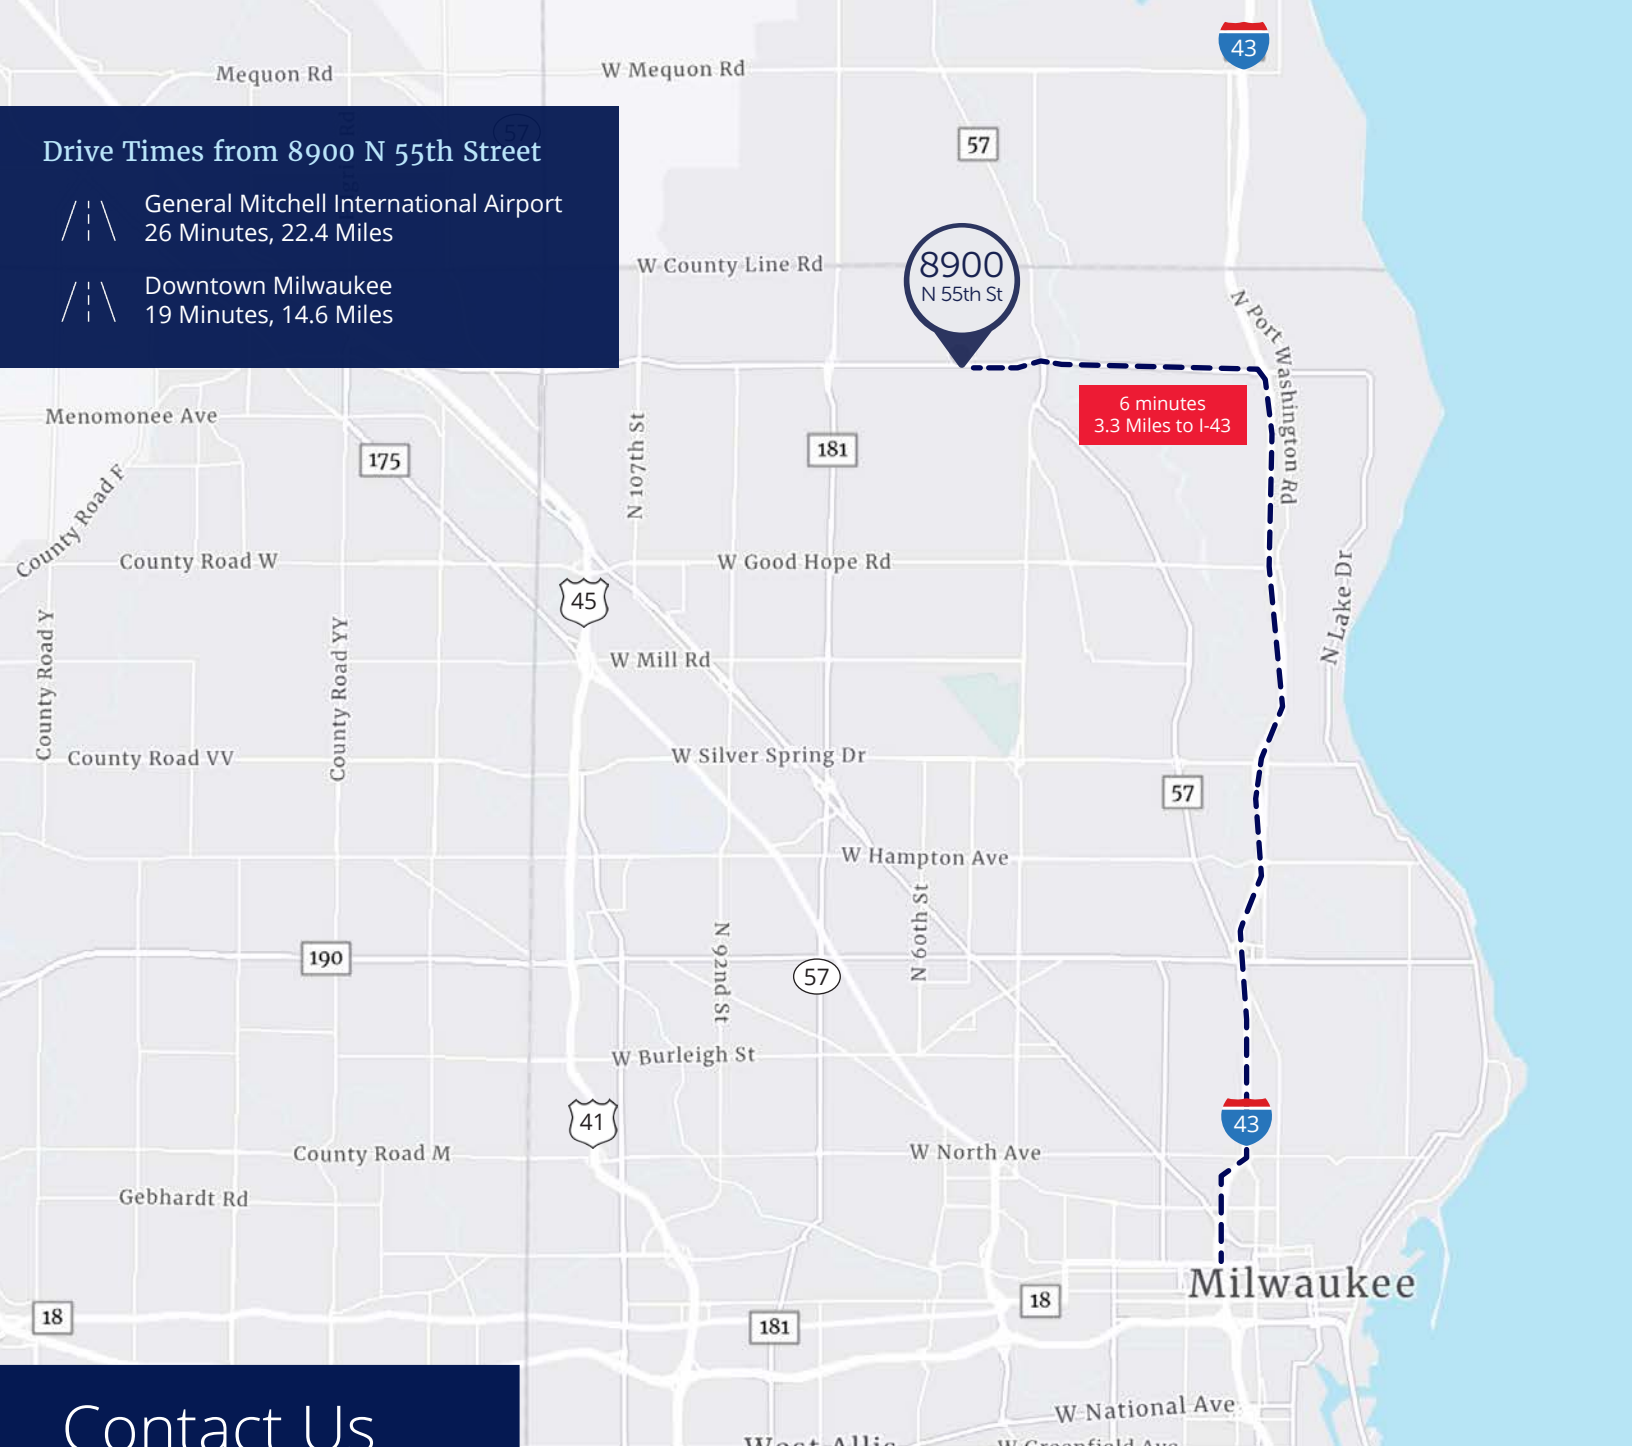 43
Mequon Rd
W Mequon Rd
57
57
Drive Times from 8900 N 55th Street
General Mitchell International Airport
26 Minutes, 22.4 Miles
Downtown Milwaukee
19 Minutes, 14.6 Miles
W County Line Rd
8900
N 55th St
N Port Washington Rd
6 minutes
3.3 Miles to I-43
Menomonee Ave
175
N 107th St
181
County Road F
County Road W
W Good Hope Rd
45
N Lake Dr
County Road Y
County Road YY
W Mill Rd
County Road VV
W Silver Spring Dr
57
W Hampton Ave
N 60th St
N 92nd St
190
57
W Burleigh St
41
43
County Road M
W North Ave
Gebhardt Rd
Milwaukee
18
18
181
Contact Us
W National Ave
West Allis
W Greenfield Ave